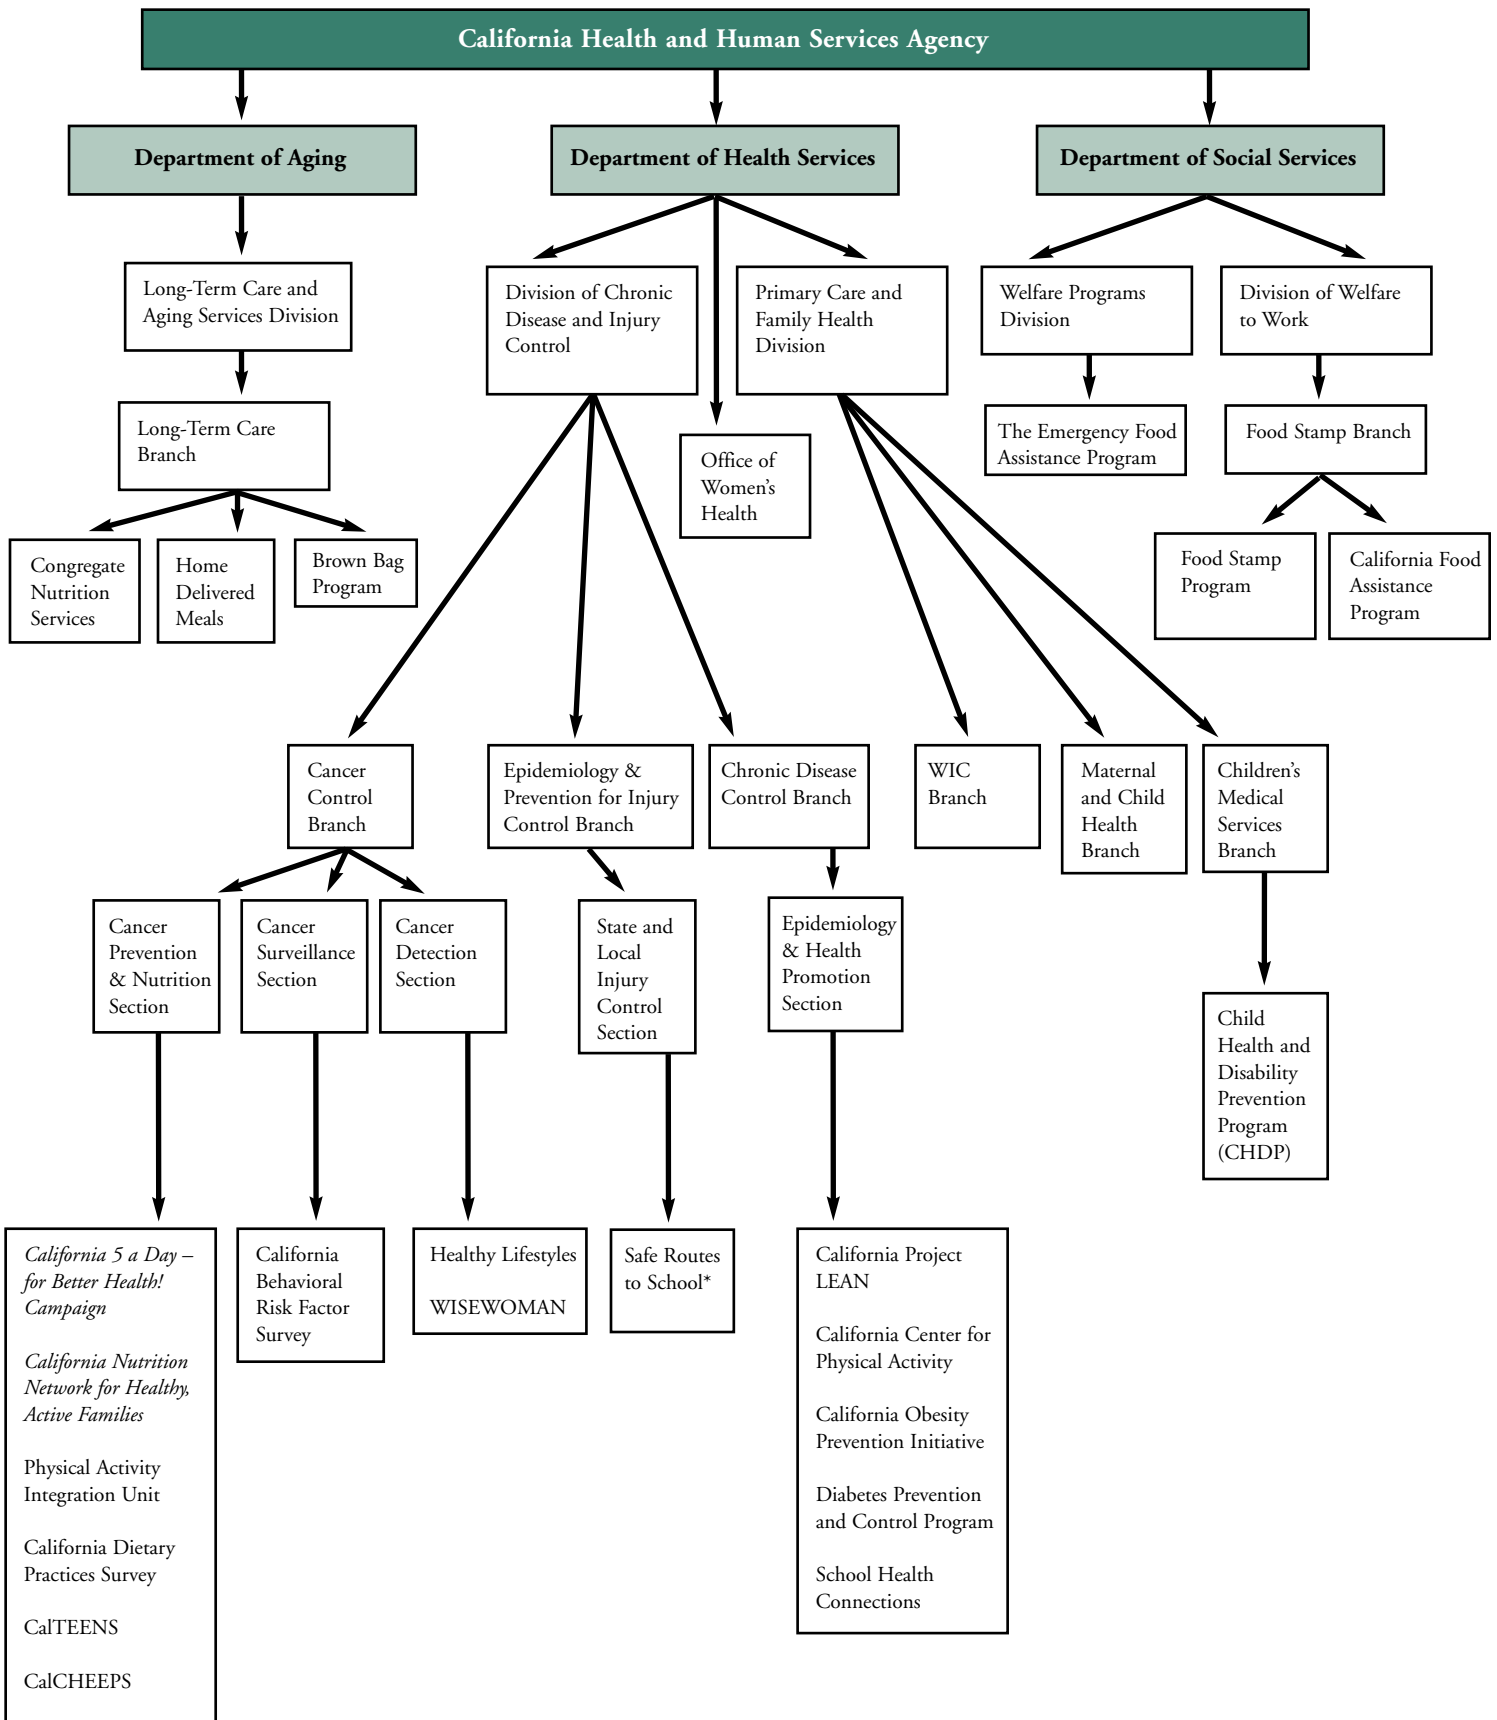 California Health and Human Services Agency
Department of Aging
Department of Health Services
Department of Social Services
Long-Term Care and
Aging Services Division
Division of Chronic
Disease and Injury
Control
Primary Care and
Family Health
Division
Welfare Programs
Division
Division of Welfare
to Work
Long-Term Care
Branch
Office of
Women's
Health
The Emergency Food
Assistance Program
Food Stamp Branch
Congregate
Nutrition
Services
Home
Delivered
Meals
Brown Bag
Program
Food Stamp
Program
California Food
Assistance
Program
Cancer
Control
Branch
Epidemiology &
Prevention for Injury
Control Branch
Chronic Disease
Control Branch
WIC
Branch
Maternal
and Child
Health
Branch
Children's
Medical
Services
Branch
Cancer
Prevention
& Nutrition
Section
Cancer
Surveillance
Section
Cancer
Detection
Section
State and
Local
Injury
Control
Section
Epidemiology
& Health
Promotion
Section
Child
Health and
Disability
Prevention
Program
(CHDP)
California 5 a Day –
for Better Health!
Campaign
California Nutrition
Network for Healthy,
Active Families
Physical Activity
Integration Unit
California Dietary
Practices Survey
CalTEENS
CalCHEEPS
California
Behavioral
Risk Factor
Survey
Healthy Lifestyles
WISEWOMAN
Safe Routes
to School*
California Project
LEAN
California Center for
Physical Activity
California Obesity
Prevention Initiative
Diabetes Prevention
and Control Program
School Health
Connections